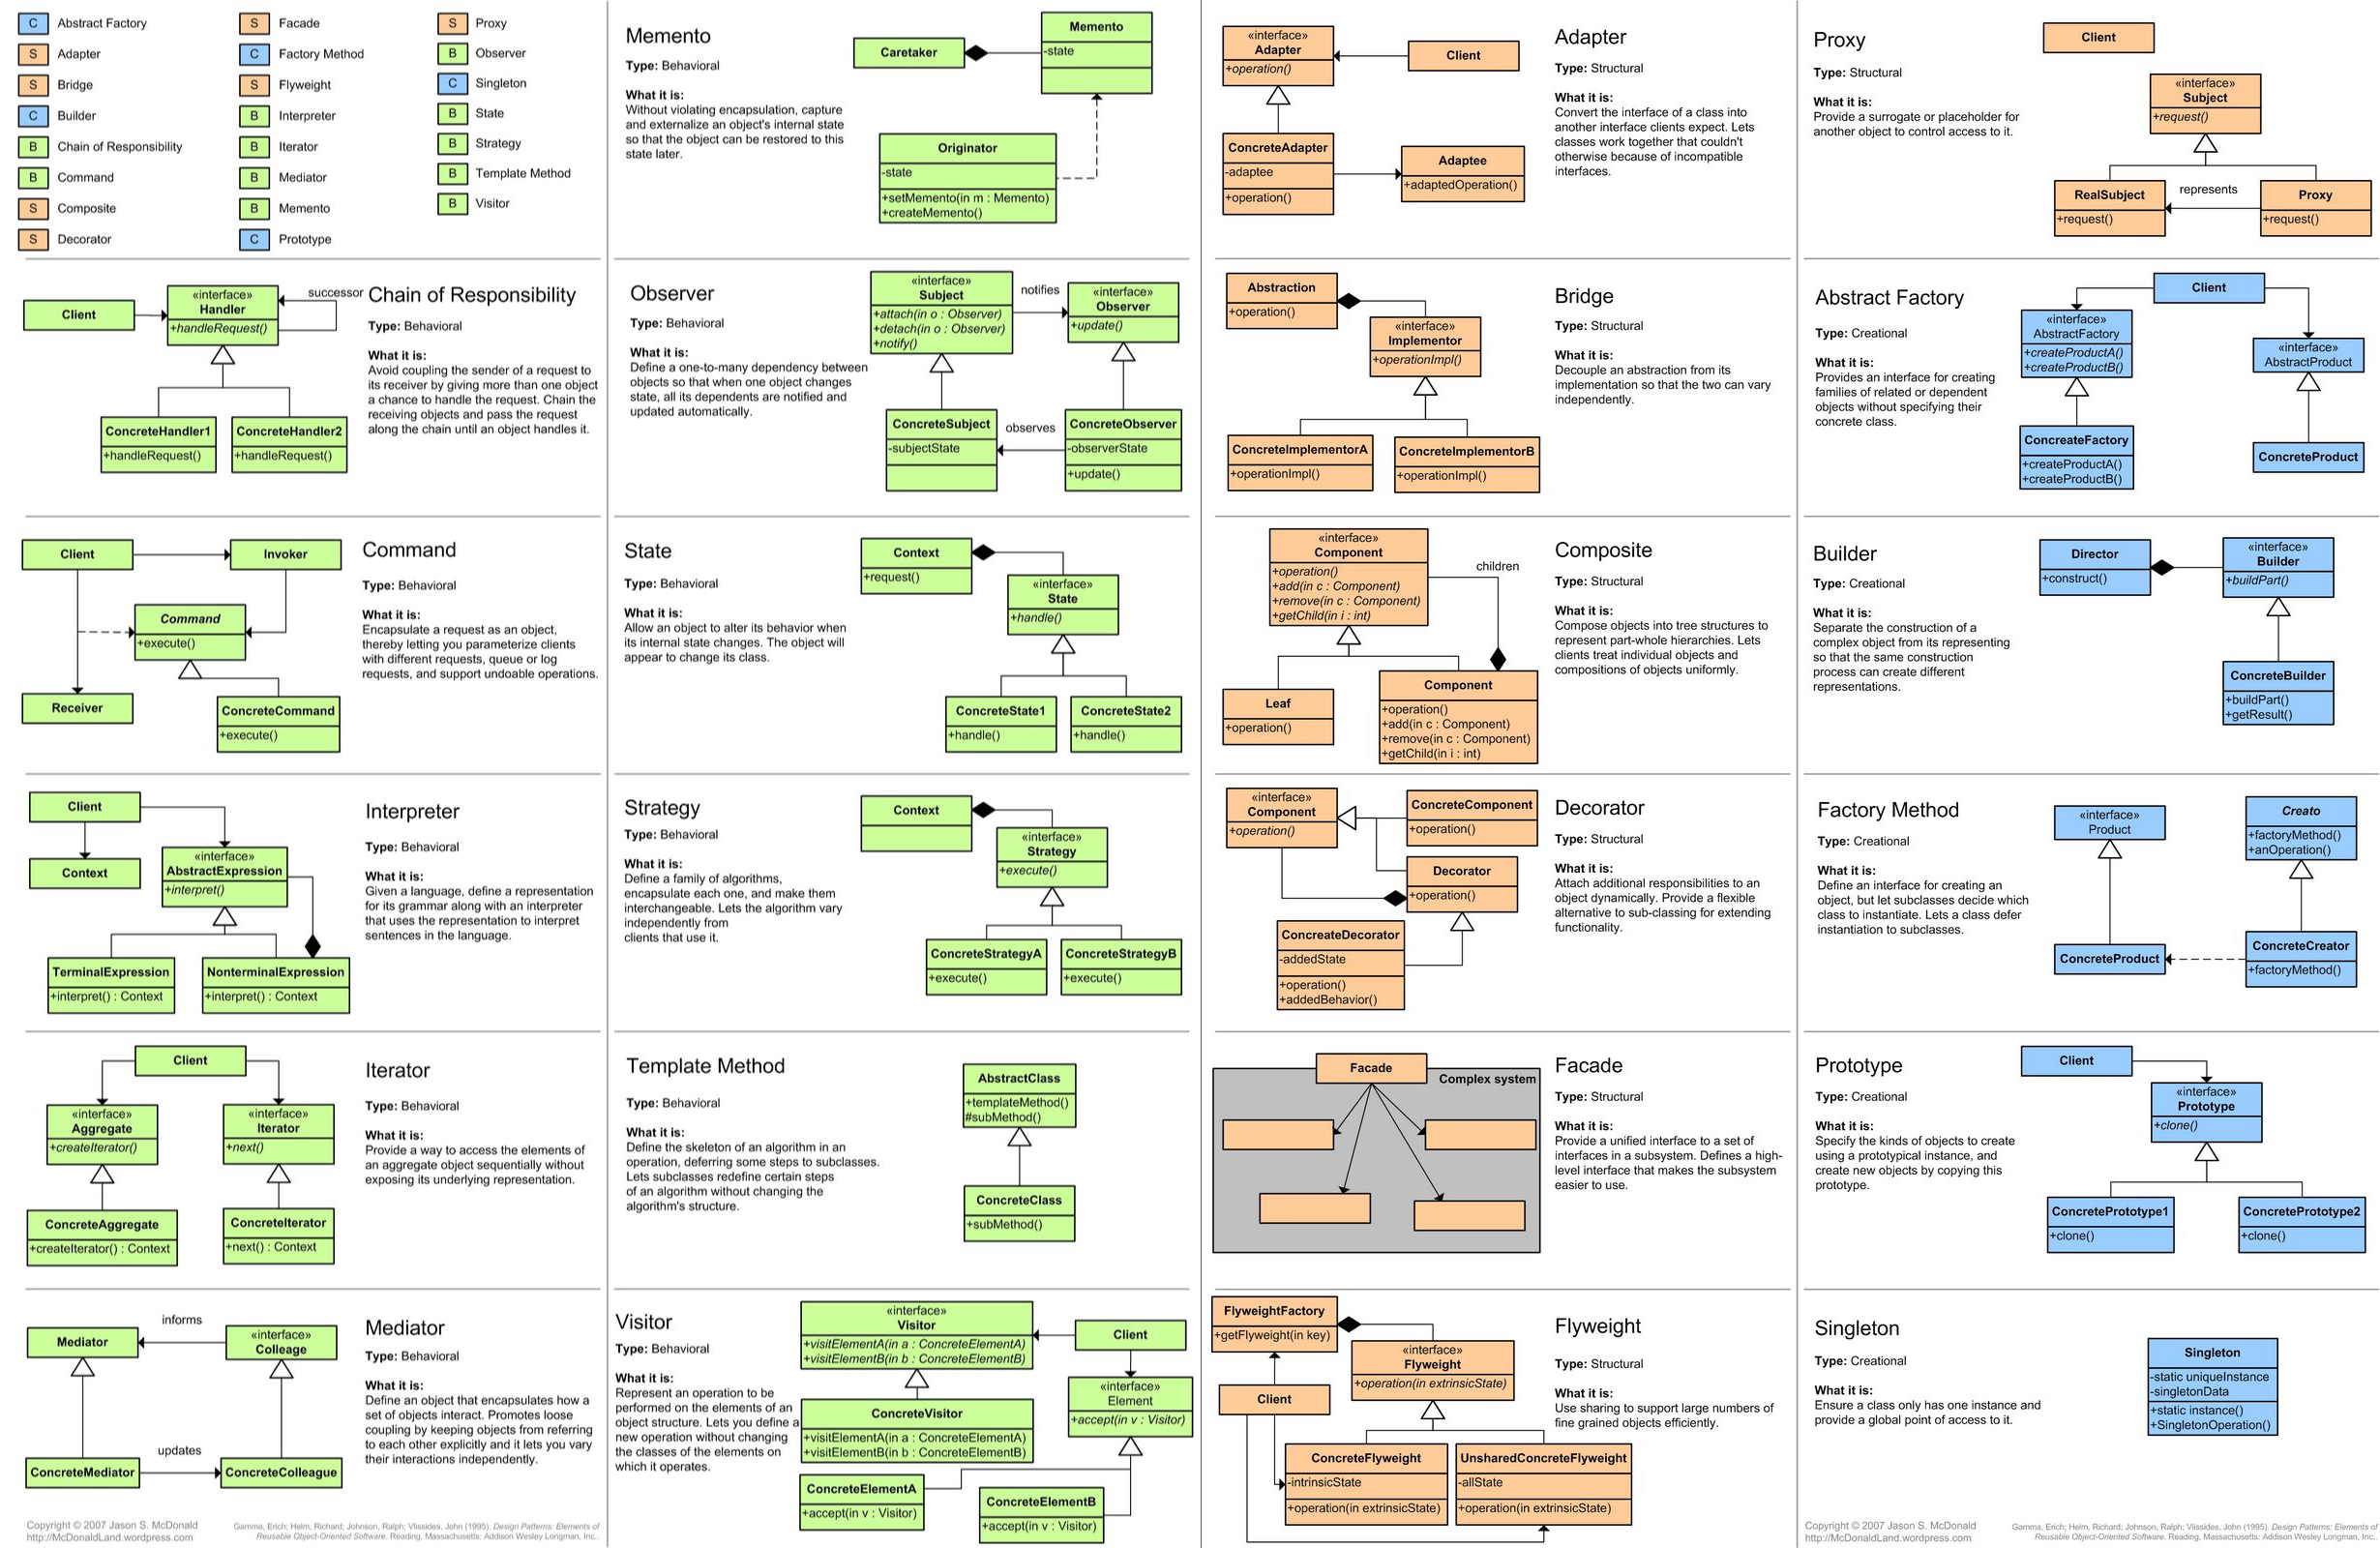 C Abstract Factory
S Adapter
S Bridge
C Builder
B Chain of Responsibility
B Command
S Composite
S Decorator
S Facade
C Factory Method
S Flyweight
B Interpreter
B Iterator
B Mediator
B Memento
C Prototype
S Proxy
B Observer
C Singleton
B State
B Strategy
B Template Method
B Visitor
Chain of Responsibility
Type: Behavioral
What it is:
Avoid coupling the sender of a request to
its receiver by giving more than one object
a chance to handle the request. Chain the
receiving objects and pass the request
along the chain until an object handles it.
Client
«interface»
Handler
+handleRequest()
successor
ConcreteHandler1
+handleRequest()
ConcreteHandler2
+handleRequest()
Command
Type: Behavioral
What it is:
Encapsulate a request as an object,
thereby letting you parameterize clients
with different requests, queue or log
requests, and support undoable operations.
Client
Invoker
Command
+execute()
Receiver
ConcreteCommand
+execute()
Interpreter
Type: Behavioral
What it is:
Given a language, define a representation
for its grammar along with an interpreter
that uses the representation to interpret
sentences in the language.
Client
Context
«interface»
AbstractExpression
+interpret()
TerminalExpression
+interpret() : Context
NonterminalExpression
+interpret() : Context
Iterator
Type: Behavioral
What it is:
Provide a way to access the elements of
an aggregate object sequentially without
exposing its underlying representation.
Client
«interface»
Aggregate
+createIterator()
«interface»
Iterator
+next()
ConcreteAggregate
+createIterator() : Context
ConcreteIterator
+next() : Context
Mediator
Type: Behavioral
What it is:
Define an object that encapsulates how a
set of objects interact. Promotes loose
coupling by keeping objects from referring
to each other explicitly and it lets you vary
their interactions independently.
Mediator
informs
«interface»
Colleage
updates
ConcreteMediator
ConcreteColleague
Copyright © 2007 Jason S. McDonald
http://McDonaldLand.wordpress.com
Gamma, Erich; Helm, Richard; Johnson, Ralph; Vlissides, John (1995). Design Patterns: Elements of
Reusable Object-Oriented Software. Reading, Massachusetts: Addison Wesley Longman, Inc..
Memento
Type: Behavioral
What it is:
Without violating encapsulation, capture
and externalize an object's internal state
so that the object can be restored to this
state later.
Caretaker
Memento
-state
Originator
-state
+setMemento(in m : Memento)
+createMemento()
Observer
Type: Behavioral
What it is:
Define a one-to-many dependency between
objects so that when one object changes
state, all its dependents are notified and
updated automatically.
«interface»
Subject
+attach(in o : Observer)
+detach(in o : Observer)
+notify()
notifies
«interface»
Observer
+update()
ConcreteSubject
-subjectState
observes
ConcreteObserver
-observerState
+update()
State
Type: Behavioral
What it is:
Allow an object to alter its behavior when
its internal state changes. The object will
appear to change its class.
Context
+request()
«interface»
State
+handle()
ConcreteState1
+handle()
ConcreteState2
+handle()
Strategy
Type: Behavioral
What it is:
Define a family of algorithms,
encapsulate each one, and make them
interchangeable. Lets the algorithm vary
independently from
clients that use it.
Context
«interface»
Strategy
+execute()
ConcreteStrategyA
+execute()
ConcreteStrategyB
+execute()
Template Method
Type: Behavioral
What it is:
Define the skeleton of an algorithm in an
operation, deferring some steps to subclasses.
Lets subclasses redefine certain steps
of an algorithm without changing the
algorithm's structure.
AbstractClass
+templateMethod()
#subMethod()
ConcreteClass
+subMethod()
Visitor
Type: Behavioral
What it is:
Represent an operation to be
performed on the elements of an
object structure. Lets you define a
new operation without changing
the classes of the elements on
which it operates.
«interface»
Visitor
+visitElementA(in a : ConcreteElementA)
+visitElementB(in b : ConcreteElementB)
Client
«interface»
Element
+accept(in v : Visitor)
ConcreteVisitor
+visitElementA(in a : ConcreteElementA)
+visitElementB(in b : ConcreteElementB)
ConcreteElementA
+accept(in v : Visitor)
ConcreteElementB
+accept(in v : Visitor)
Adapter
Type: Structural
What it is:
Convert the interface of a class into
another interface clients expect. Lets
classes work together that couldn't
otherwise because of incompatible
interfaces.
«interface»
Adapter
+operation()
Client
ConcreteAdapter
-adaptee
+operation()
Adaptee
+adaptedOperation()
Bridge
Type: Structural
What it is:
Decouple an abstraction from its
implementation so that the two can vary
independently.
Abstraction
+operation()
«interface»
Implementor
+operationImpl()
ConcreteImplementorA
+operationImpl()
ConcreteImplementorB
+operationImpl()
Composite
Type: Structural
What it is:
Compose objects into tree structures to
represent part-whole hierarchies. Lets
clients treat individual objects and
compositions of objects uniformly.
«interface»
Component
+operation()
+add(in c : Component)
+remove(in c : Component)
+getChild(in i : int)
children
Leaf
+operation()
Component
+operation()
+add(in c : Component)
+remove(in c : Component)
+getChild(in i : int)
Decorator
Type: Structural
What it is:
Attach additional responsibilities to an
object dynamically. Provide a flexible
alternative to sub-classing for extending
functionality.
«interface»
Component
+operation()
ConcreteComponent
+operation()
Decorator
+operation()
ConcreateDecorator
-addedState
+operation()
+addedBehavior()
Facade
Type: Structural
What it is:
Provide a unified interface to a set of
interfaces in a subsystem. Defines a high-
level interface that makes the subsystem
easier to use.
Facade
Complex system
Flyweight
Type: Structural
What it is:
Use sharing to support large numbers of
fine grained objects efficiently.
FlyweightFactory
+getFlyweight(in key)
«interface»
Flyweight
+operation(in extrinsicState)
Client
ConcreteFlyweight
-intrinsicState
+operation(in extrinsicState)
UnsharedConcreteFlyweight
-allState
+operation(in extrinsicState)
Proxy
Type: Structural
What it is:
Provide a surrogate or placeholder for
another object to control access to it.
Client
«interface»
Subject
+request()
RealSubject
+request()
represents
Proxy
+request()
Abstract Factory
Type: Creational
What it is:
Provides an interface for creating
families of related or dependent
objects without specifying their
concrete class.
Client
«interface»
AbstractFactory
+createProductA()
+createProductB()
«interface»
AbstractProduct
ConcreateFactory
+createProductA()
+createProductB()
ConcreteProduct
Builder
Type: Creational
What it is:
Separate the construction of a
complex object from its representing
so that the same construction
process can create different
representations.
Director
+construct()
«interface»
Builder
+buildPart()
ConcreteBuilder
+buildPart()
+getResult()
Factory Method
Type: Creational
What it is:
Define an interface for creating an
object, but let subclasses decide which
class to instantiate. Lets a class defer
instantiation to subclasses.
«interface»
Product
Creato
+factoryMethod()
+anOperation()
ConcreteProduct
ConcreteCreator
+factoryMethod()
Prototype
Type: Creational
What it is:
Specify the kinds of objects to create
using a prototypical instance, and
create new objects by copying this
prototype.
Client
«interface»
Prototype
+clone()
ConcretePrototype1
+clone()
ConcretePrototype2
+clone()
Singleton
Type: Creational
What it is:
Ensure a class only has one instance and
provide a global point of access to it.
Singleton
-static uniqueInstance
-singletonData
+static instance()
+SingletonOperation()
Copyright © 2007 Jason S. McDonald
http://McDonaldLand.wordpress.com
Gamma, Erich; Helm, Richard; Johnson, Ralph; Vlissides, John (1995). Design Patterns: Elements of
Reusable Object-Oriented Software. Reading, Massachusetts: Addison Wesley Longman, Inc..